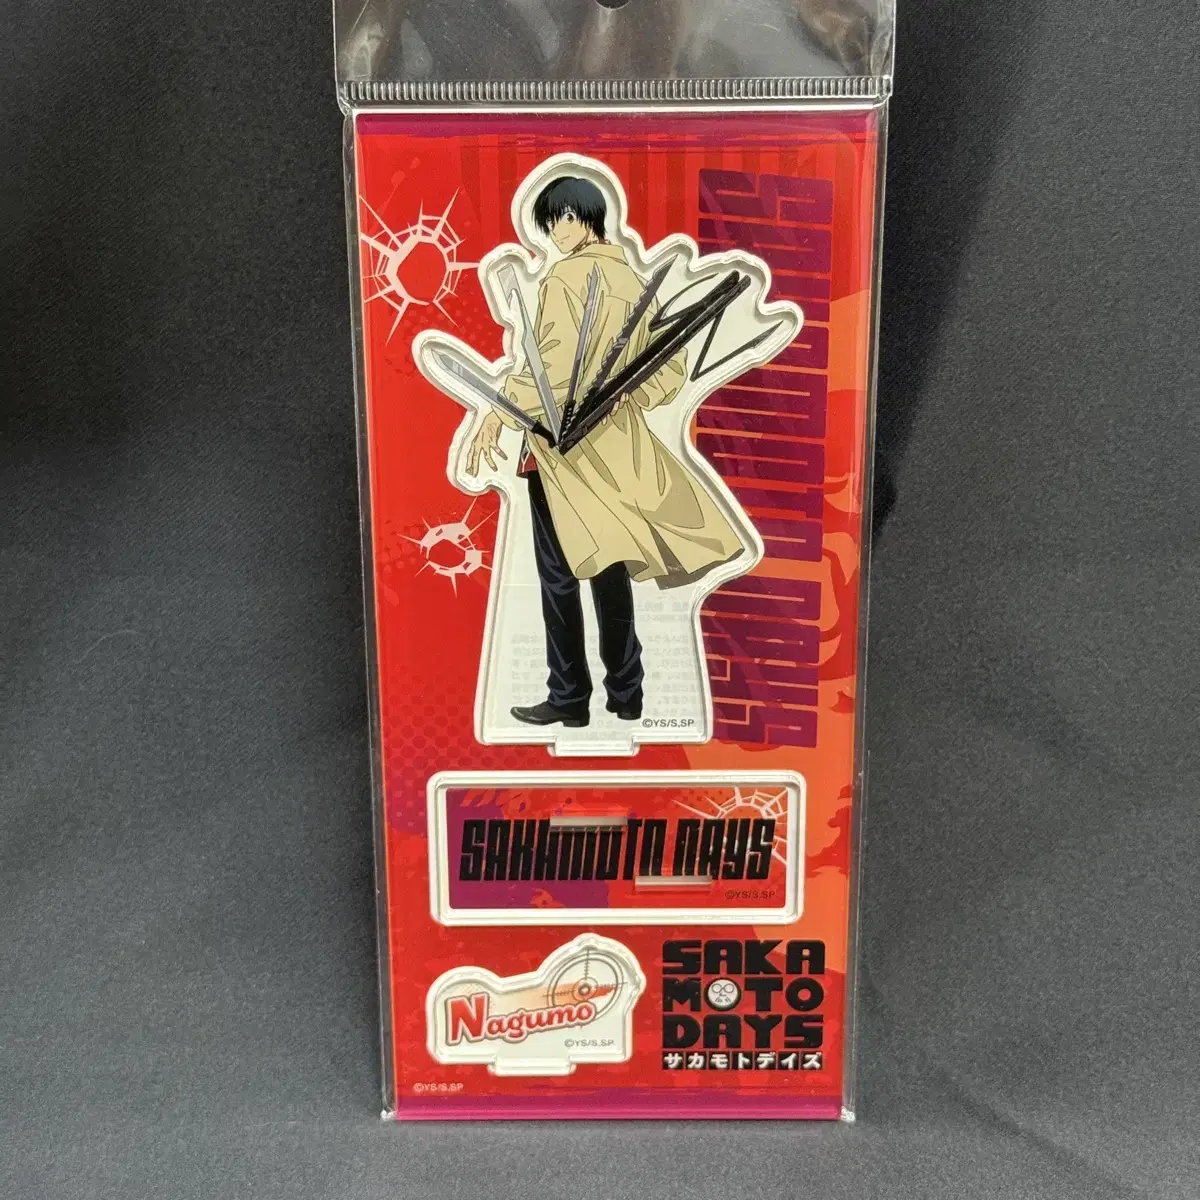 SAKAMOTO DAYS
©YS/S,SP
SAKAMOTO DAYS
©YS/S,SP
Nagumo
©YS/S,SP
SAKA
MOTO
DAYS
サカモトデイズ
©YS/S,SP